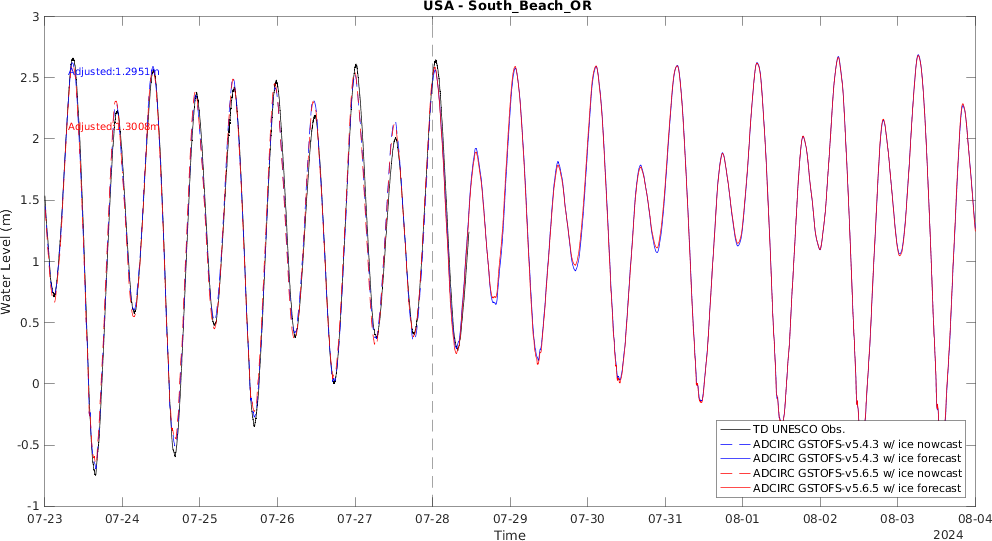 USA - South_Beach_OR
3
2.5
2
1.5
1
0.5
0
-0.5
-1
Water Level (m)
Adjusted:1.2951m
Adjusted:1.3008m
TD UNESCO Obs.
ADCIRC GSTOFS-v5.4.3 w/ ice nowcast
ADCIRC GSTOFS-v5.4.3 w/ ice forecast
ADCIRC GSTOFS-v5.6.5 w/ ice nowcast
ADCIRC GSTOFS-v5.6.5 w/ ice forecast
07-23 07-24 07-25 07-26 07-27 07-28 07-29 07-30 07-31 08-01 08-02 08-03 08-04
Time
2024